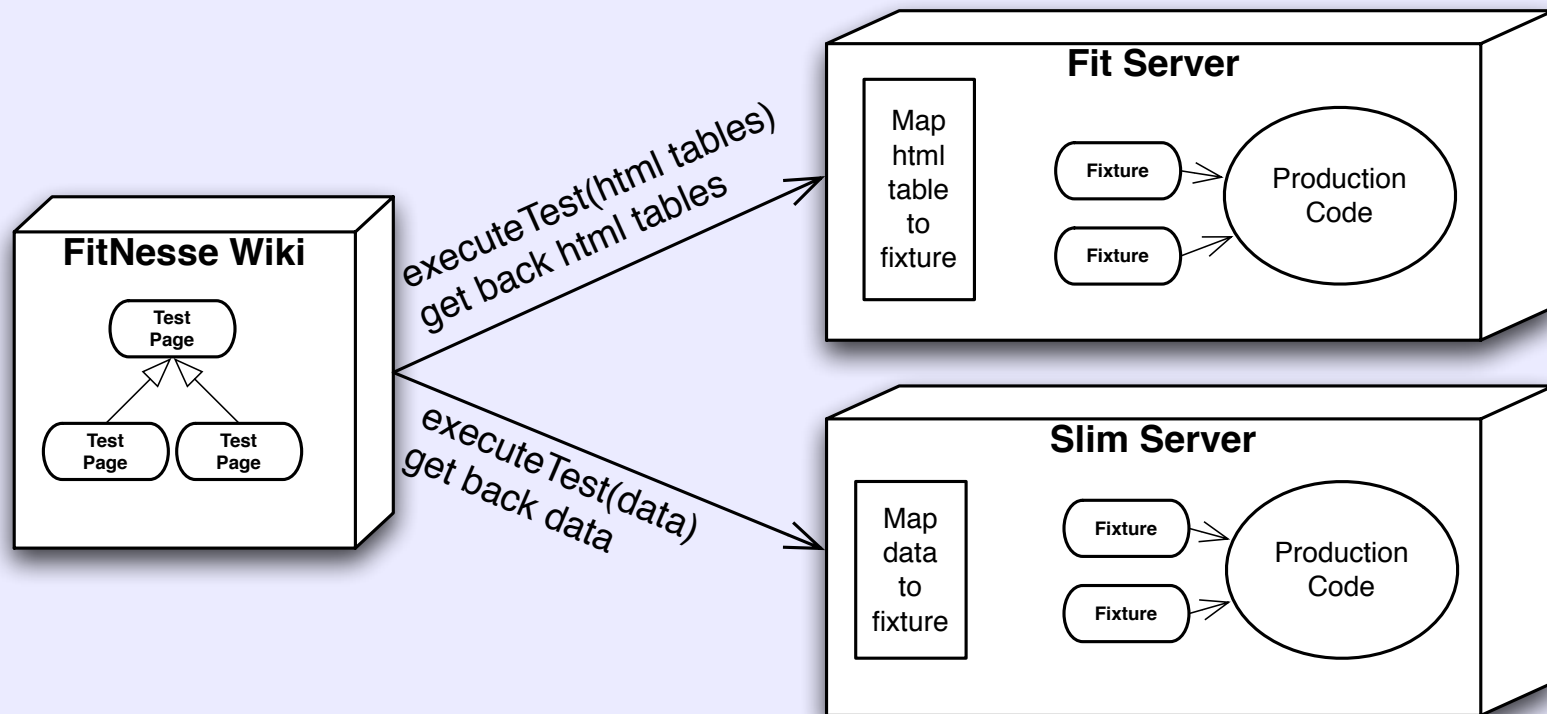 FitNesse Wiki
Test
Page
Test
Page
Test
Page
executeTest(html tables)
get back html tables
executeTest(data)
get back data
Fit Server
Map
html
table
to
fixture
Fixture
Fixture
Production
Code
Slim Server
Map
data
to
fixture
Fixture
Fixture
Production
Code